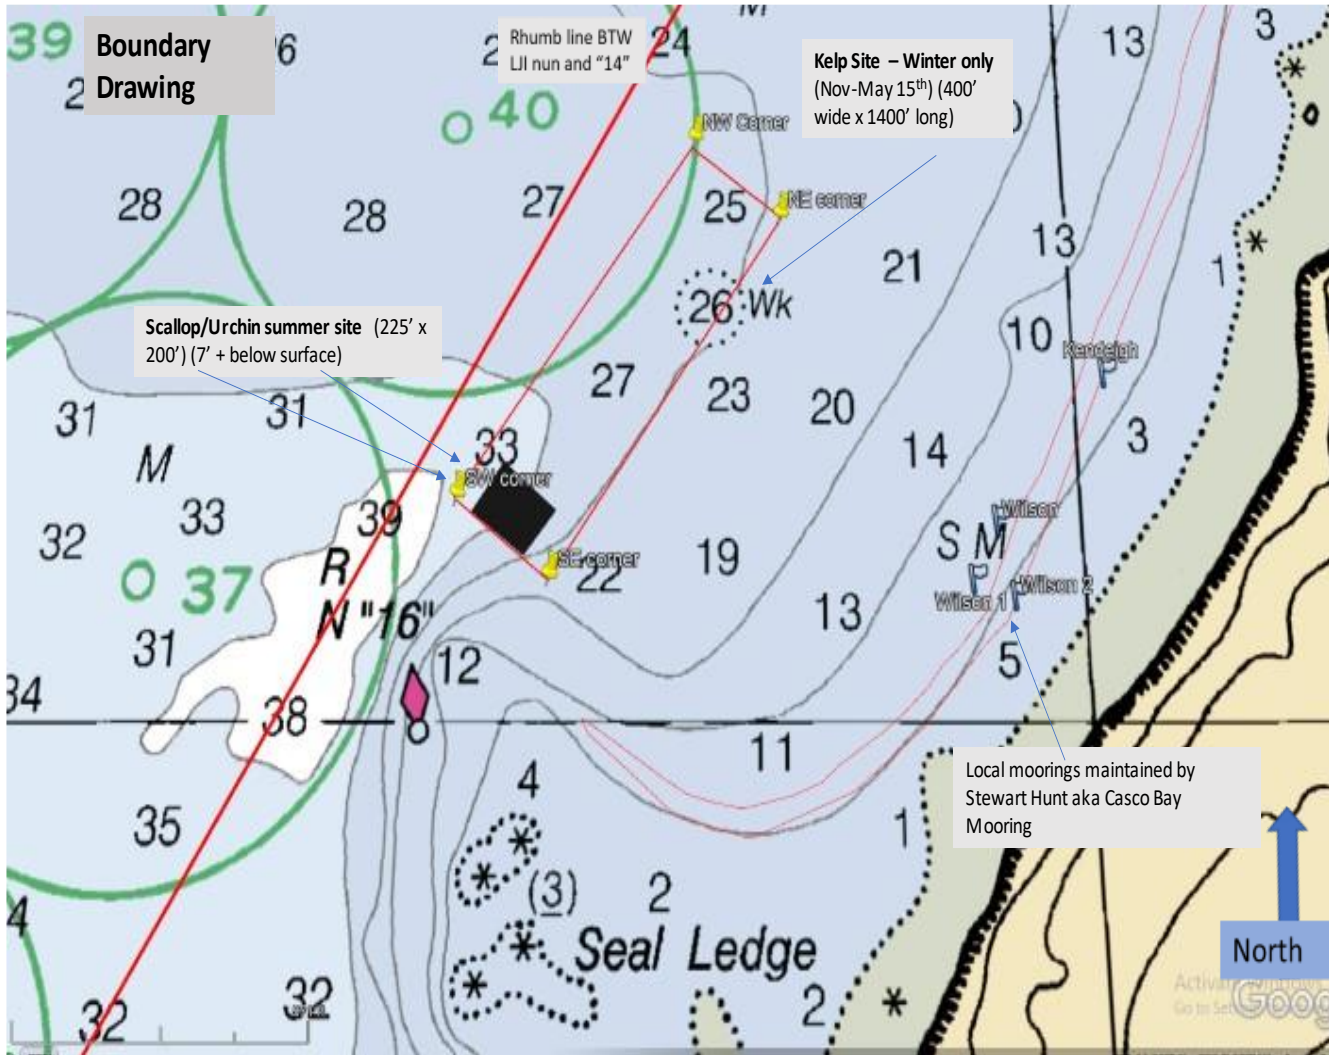 39
Boundary
Drawing
26
Rhumb line BTW
LJI nun and “14”
24
M
13
3
Kelp Site – Winter only
(Nov-May 15th) (400’
wide x 1400’ long)
40
NW Corner
28
28
27
25
NE corner
21
13
1
26 Wk
Scallop/Urchin summer site (225’ x
200’) (7’ + below surface)
10
Kendeigh
31
31
27
23
20
33
14
3
M
SW corner
32
33
39
Wilson
S M
SE corner
22
19
37
R
N "16"
Wilson 1
Wilson 2
13
31
12
5
34
38
11
Local moorings maintained by
Stewart Hunt aka Casco Bay
Mooring
35
4
1
(3)
2
4
Seal Ledge
North
32
32
2
Go to Se
Goog